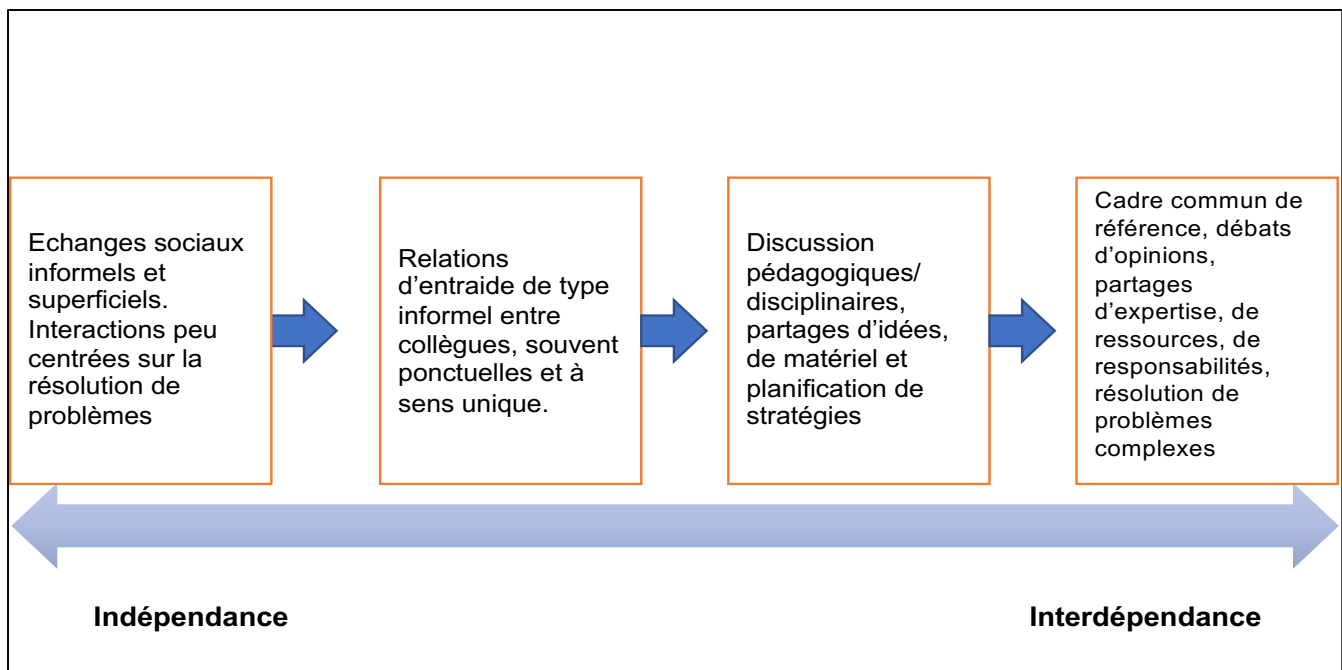 Echanges sociaux
informels et
superficiels.
Interactions peu
centrées sur la
résolution de
problèmes
Relations
d’entraide de type
informel entre
collègues, souvent
ponctuelles et à
sens unique.
Discussion
pédagogiques/
disciplinaires,
partages d’idées,
de matériel et
planification de
stratégies
Cadre commun de
référence, débats
d’opinions,
partages
d’expertise, de
ressources, de
responsabilités,
résolution de
problèmes
complexes
Indépendance
Interdépendance